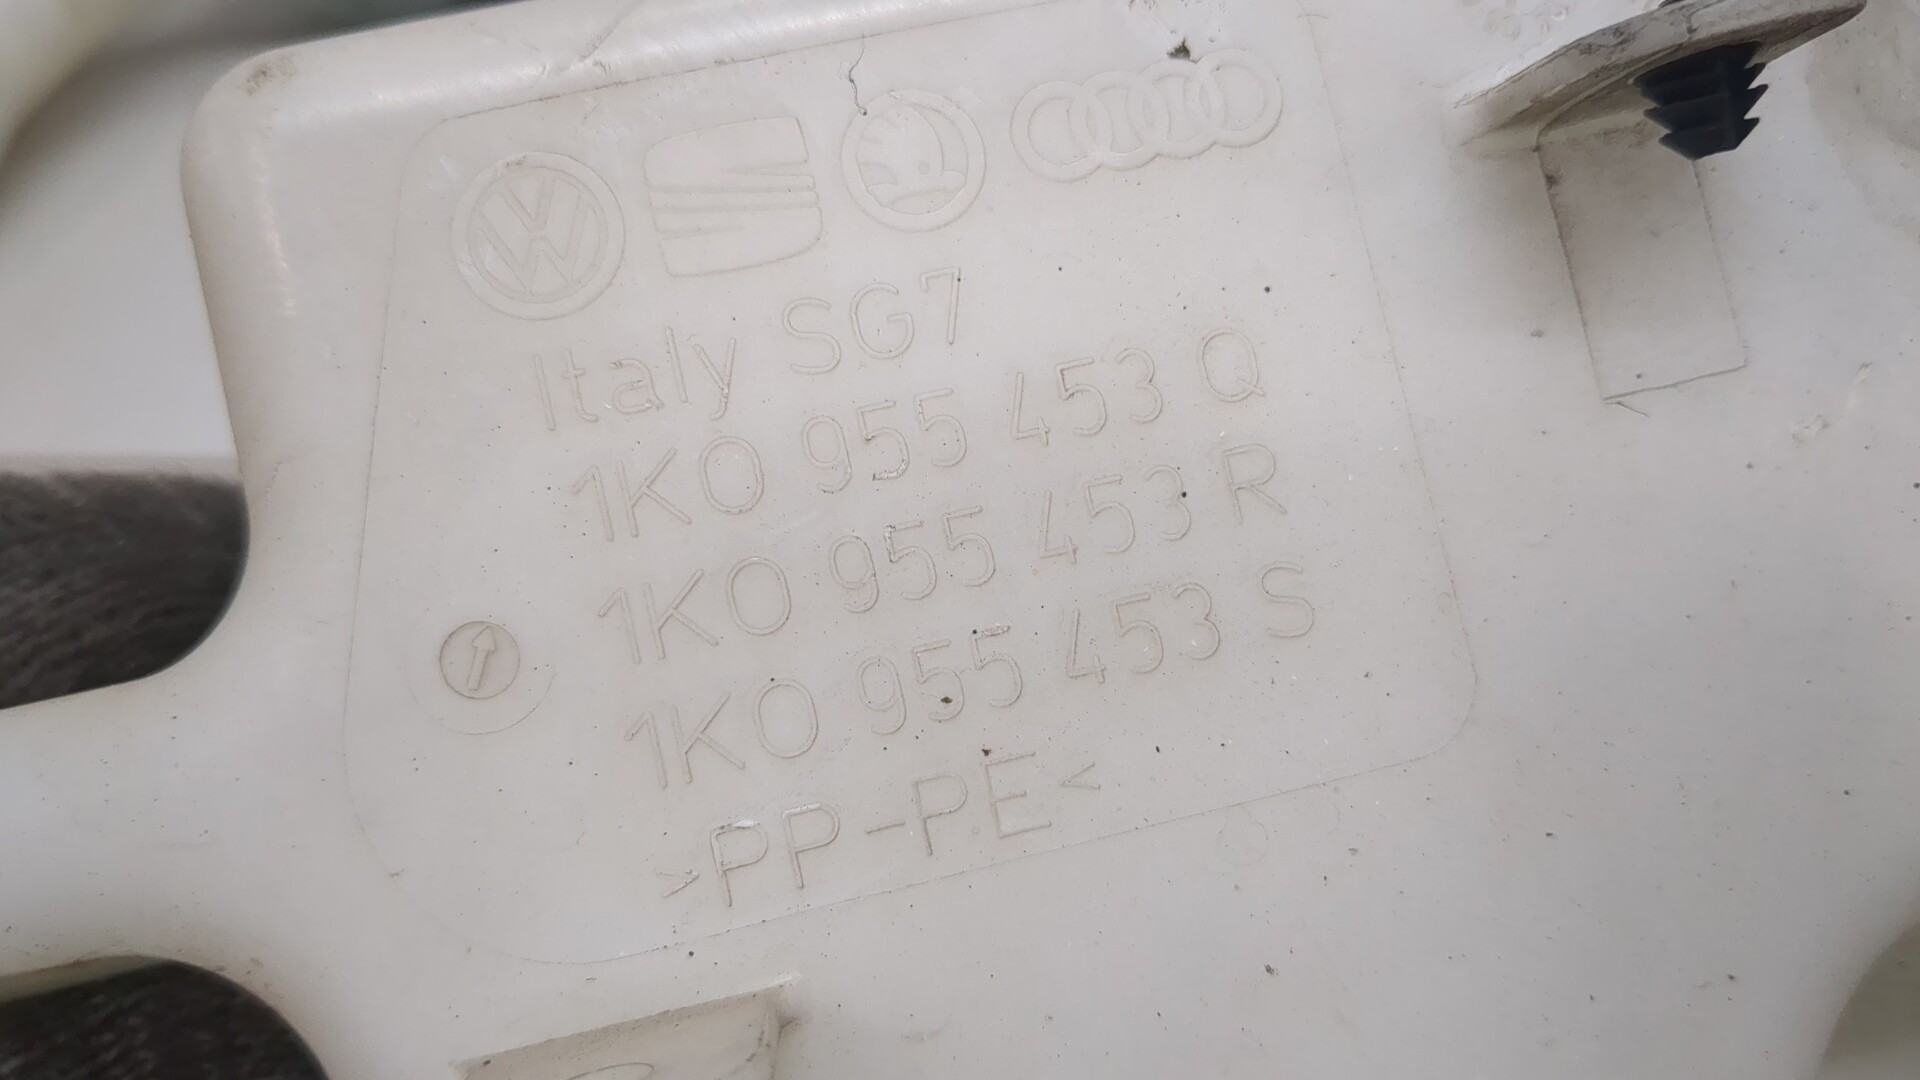 Italy SG7
1K0 955 453 Q
1K0 955 453 R
1K0 955 453 S
>PP-PE<